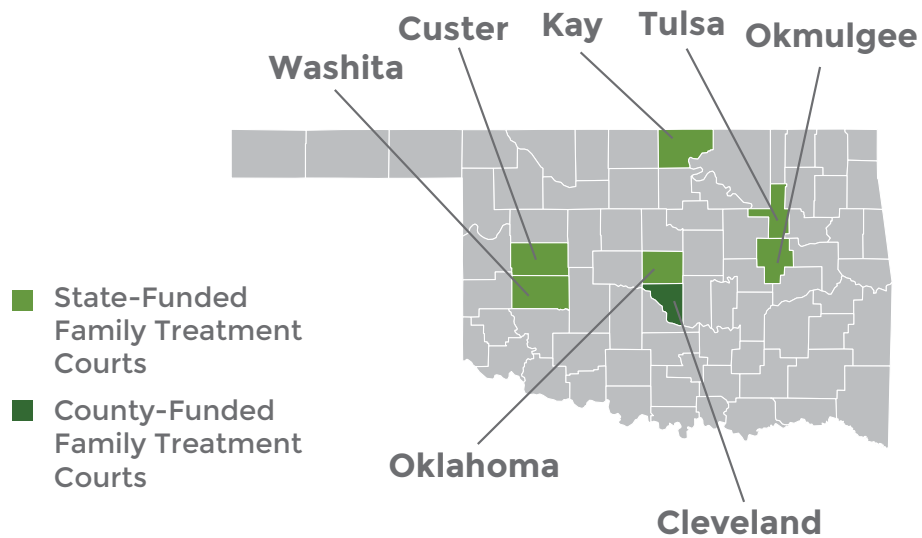 Washita
Custer
Kay
Tulsa
Okmulgee
State-Funded
Family Treatment
Courts
County-Funded
Family Treatment
Courts
Oklahoma
Cleveland